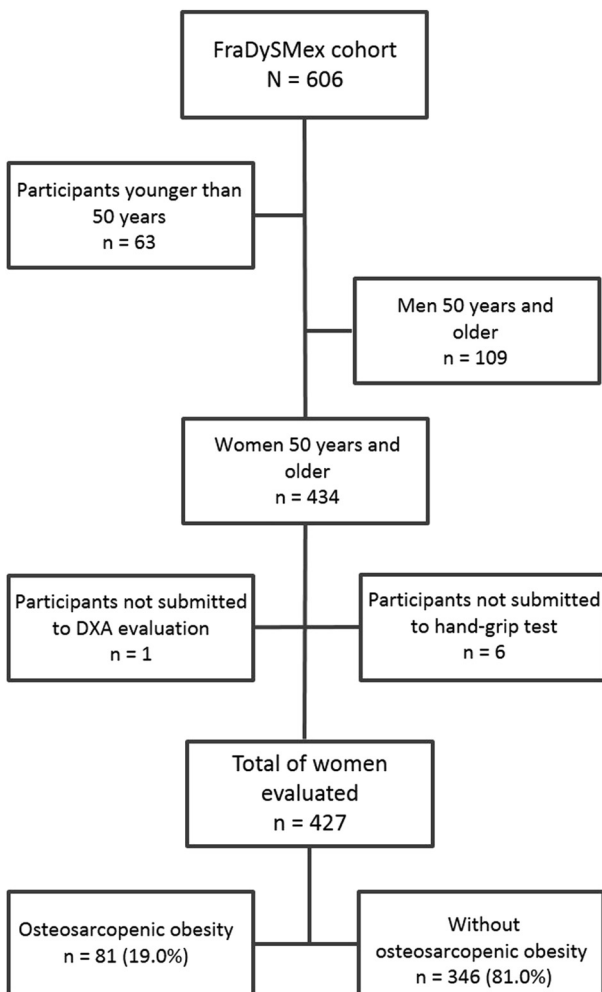 FraDySMex cohort
N = 606
Participants younger than
50 years
n = 63
Men 50 years and
older
n = 109
Women 50 years and
older
n = 434
Participants not submitted
to DXA evaluation
n = 1
Participants not submitted
to hand-grip test
n = 6
Total of women
evaluated
n = 427
Osteosarcopenic obesity
n = 81 (19.0%)
Without
osteosarcopenic obesity
n = 346 (81.0%)